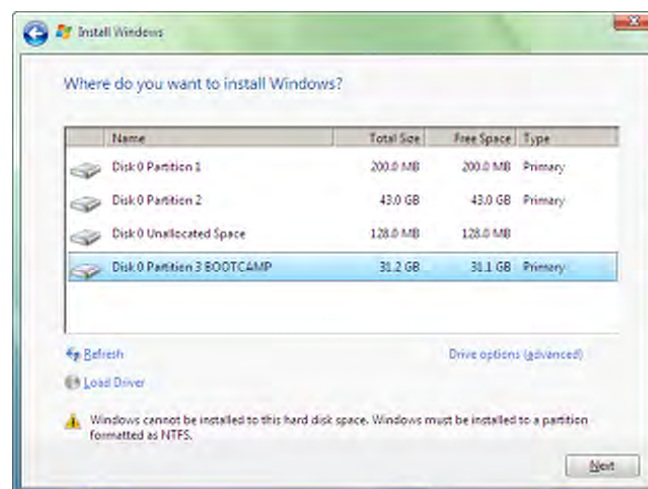 Install Windows
Where do you want to install Windows?
Name Total Size Free Space Type
Disk 0 Partition 1 200.0 MB 200.0 MB Primary
Disk 0 Partition 2 43.0 GB 43.0 GB Primary
Disk 0 Unallocated Space 128.0 MB 128.0 MB
Disk 0 Partition 3 BOOTCAMP 31.2 GB 31.1 GB Primary
Refresh Drive options (advanced)
Load Driver
Windows cannot be installed to this hard disk space. Windows must be installed to a partition
formatted as NTFS.
Next